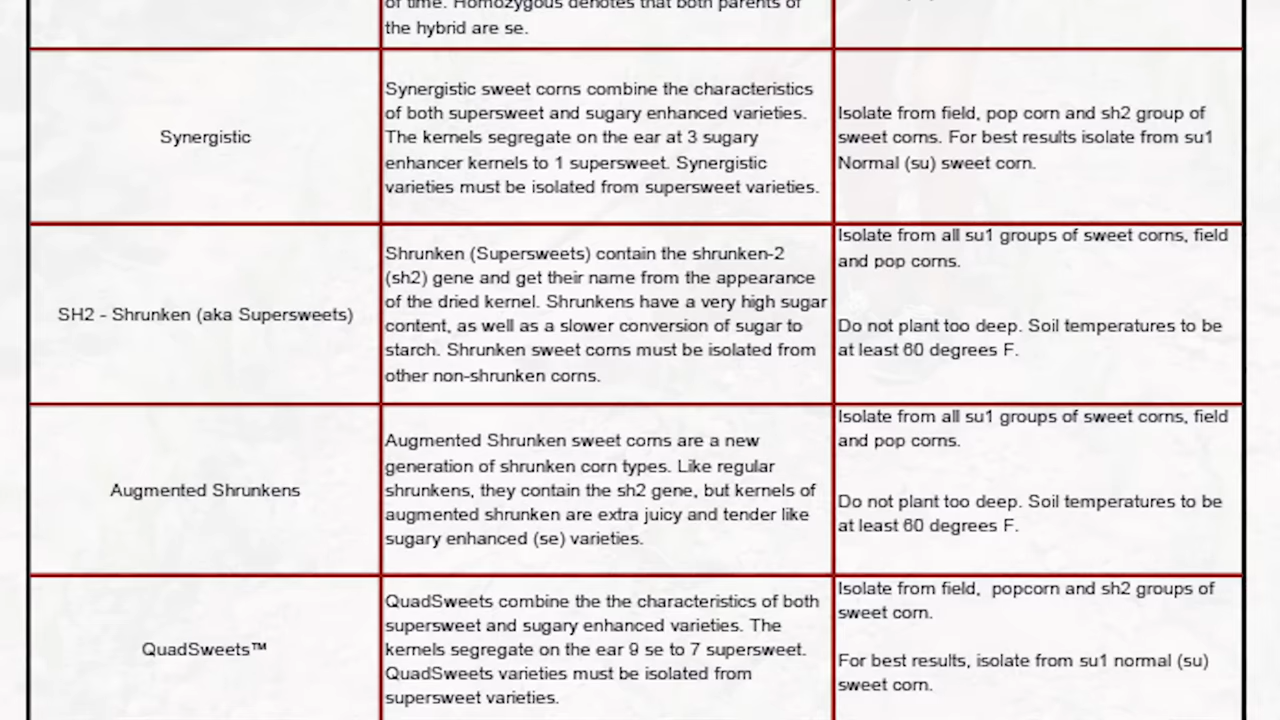 of time. Homozygous denotes that both parents of
the hybrid are se.
Synergistic
Synergistic sweet corns combine the characteristics
of both supersweet and sugary enhanced varieties.
The kernels segregate on the ear at 3 sugary
enhancer kernels to 1 supersweet. Synergistic
varieties must be isolated from supersweet varieties.
Isolate from field, pop corn and sh2 group of
sweet corns. For best results isolate from su1
Normal (su) sweet corn.
SH2 - Shrunken (aka Supersweets)
Shrunken (Supersweets) contain the shrunken-2
(sh2) gene and get their name from the appearance
of the dried kernel. Shrunkens have a very high sugar
content, as well as a slower conversion of sugar to
starch. Shrunken sweet corns must be isolated from
other non-shrunken corns.
Isolate from all su1 groups of sweet corns, field
and pop corns.
Do not plant too deep. Soil temperatures to be
at least 60 degrees F.
Augmented Shrunkens
Augmented Shrunken sweet corns are a new
generation of shrunken corn types. Like regular
shrunkens, they contain the sh2 gene, but kernels of
augmented shrunken are extra juicy and tender like
sugary enhanced (se) varieties.
Isolate from all su1 groups of sweet corns, field
and pop corns.
Do not plant too deep. Soil temperatures to be
at least 60 degrees F.
QuadSweets™
QuadSweets combine the the characteristics of both
supersweet and sugary enhanced varieties. The
kernels segregate on the ear 9 se to 7 supersweet.
QuadSweets varieties must be isolated from
supersweet varieties.
Isolate from field,  popcorn and sh2 groups of
sweet corn.
For best results, isolate from su1 normal (su)
sweet corn.